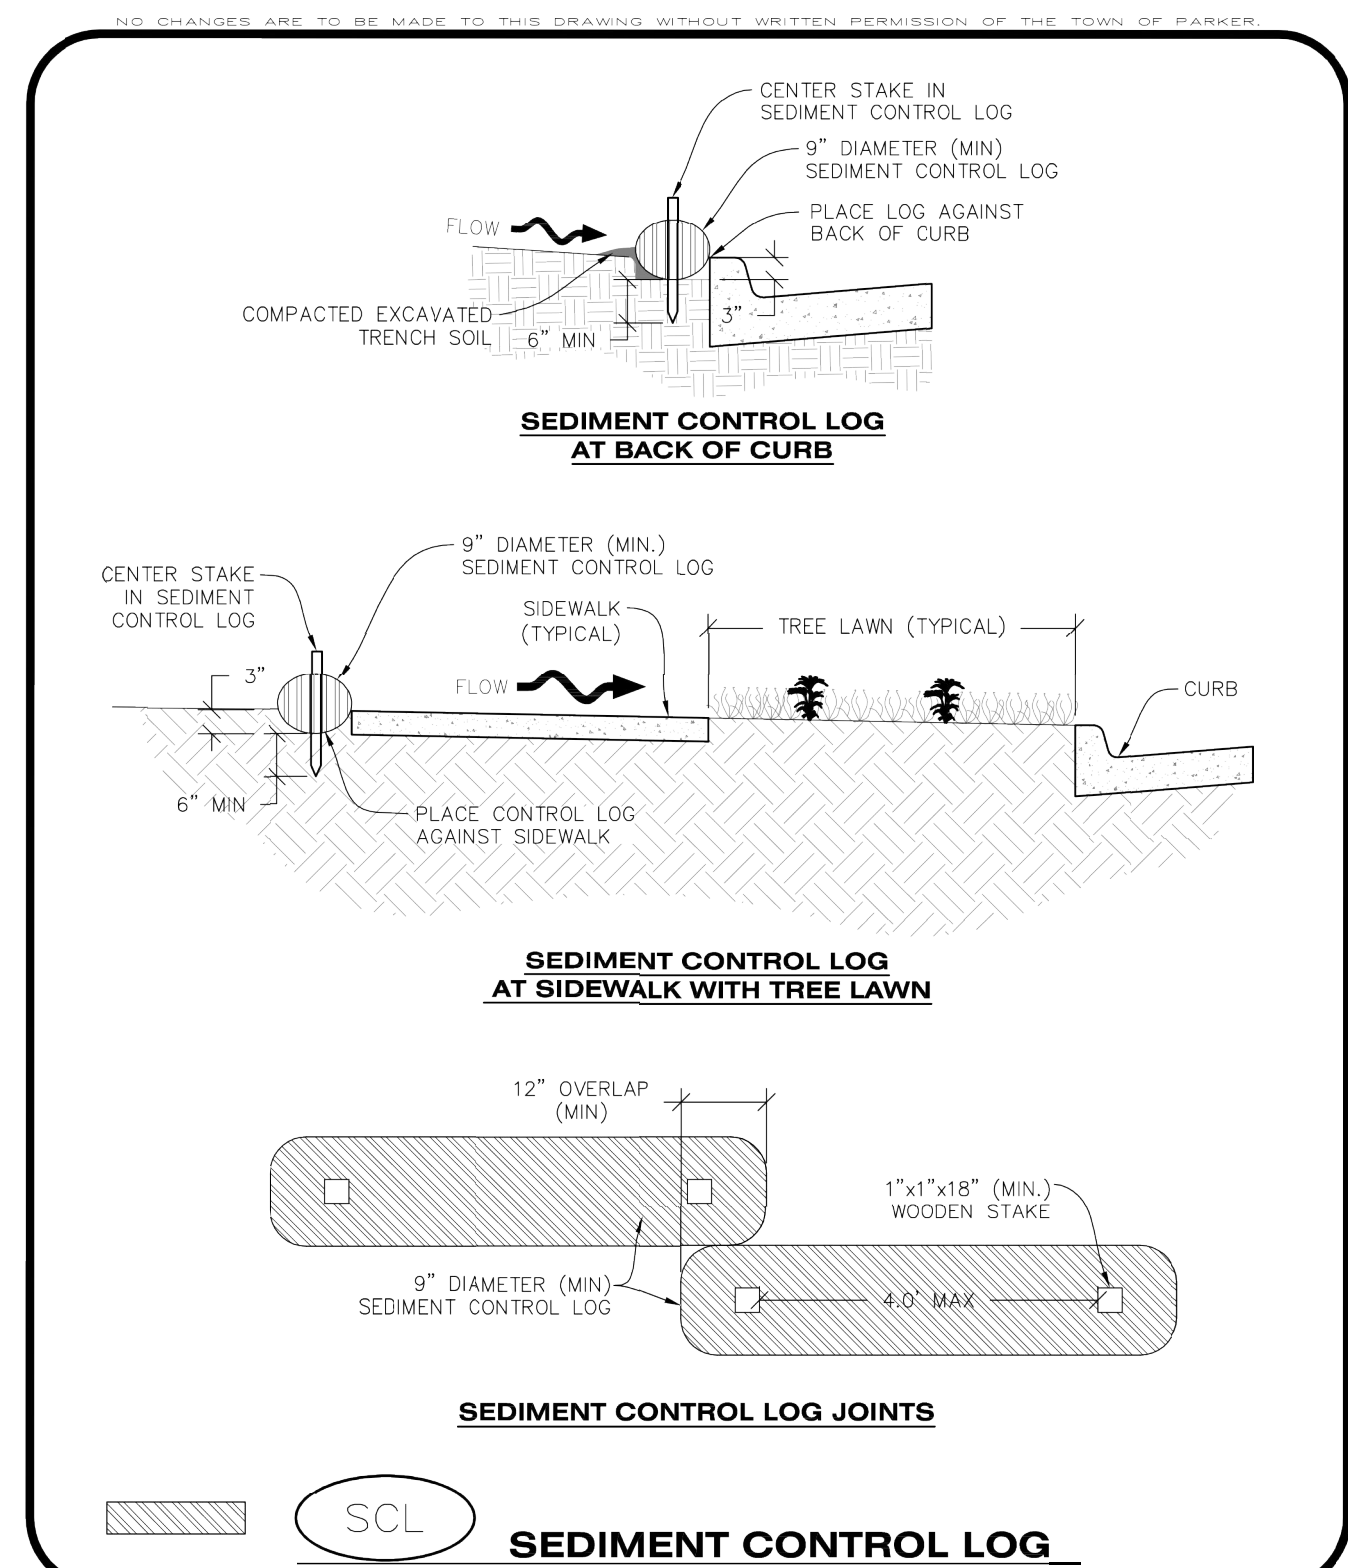 NO CHANGES ARE TO BE MADE TO THIS DRAWING WITHOUT WRITTEN PERMISSION OF THE TOWN OF PARKER.
CENTER STAKE IN
SEDIMENT CONTROL LOG
9" DIAMETER (MIN)
SEDIMENT CONTROL LOG
PLACE LOG AGAINST
BACK OF CURB
FLOW
COMPACTED EXCAVATED
TRENCH SOIL
6" MIN
3"
SEDIMENT CONTROL LOG
AT BACK OF CURB
9" DIAMETER (MIN.)
SEDIMENT CONTROL LOG
CENTER STAKE
IN SEDIMENT
CONTROL LOG
SIDEWALK
(TYPICAL)
TREE LAWN (TYPICAL)
3"
FLOW
CURB
6" MIN
PLACE CONTROL LOG
AGAINST SIDEWALK
SEDIMENT CONTROL LOG
AT SIDEWALK WITH TREE LAWN
12" OVERLAP
(MIN)
1"x1"x18" (MIN.)
WOODEN STAKE
9" DIAMETER (MIN)
SEDIMENT CONTROL LOG
4.0' MAX
SEDIMENT CONTROL LOG JOINTS
SCL
SEDIMENT CONTROL LOG